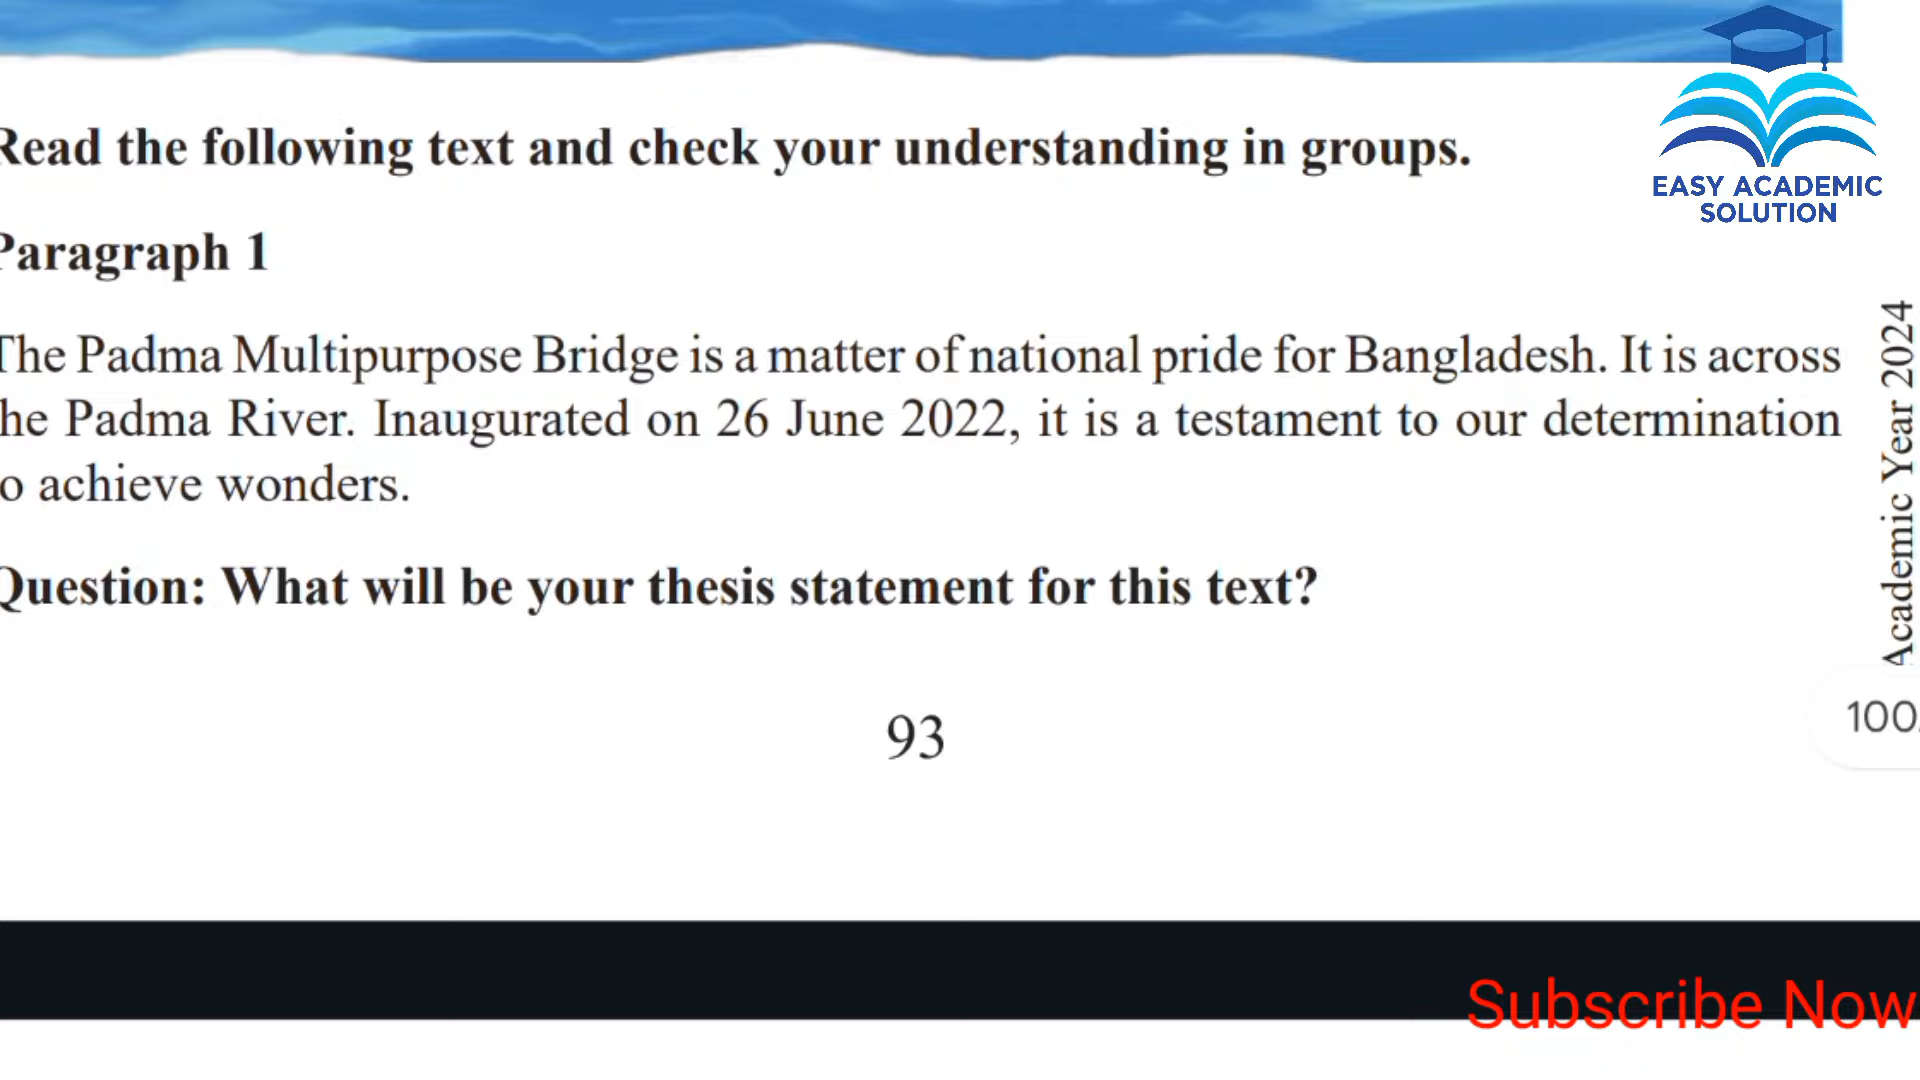 EASY ACADEMIC
SOLUTION
Read the following text and check your understanding in groups.
Paragraph 1
The Padma Multipurpose Bridge is a matter of national pride for Bangladesh. It is across
he Padma River. Inaugurated on 26 June 2022, it is a testament to our determination
o achieve wonders.
Question: What will be your thesis statement for this text?
93
Academic Year 2024
100
Subscribe Now